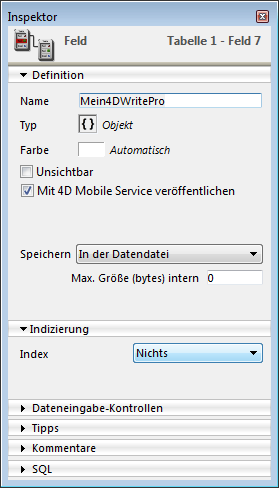 Inspektor
Feld Tabelle 1 - Feld 7
Definition
Name Mein4DWritePro
Typ {} Objekt
Farbe Automatisch
Unsichtbar
Mit 4D Mobile Service veröffentlichen
Speichern In der Datendatei
Max. Größe (bytes) intern 0
Indizierung
Index Nichts
Dateneingabe-Kontrollen
Tipps
Kommentare
SQL